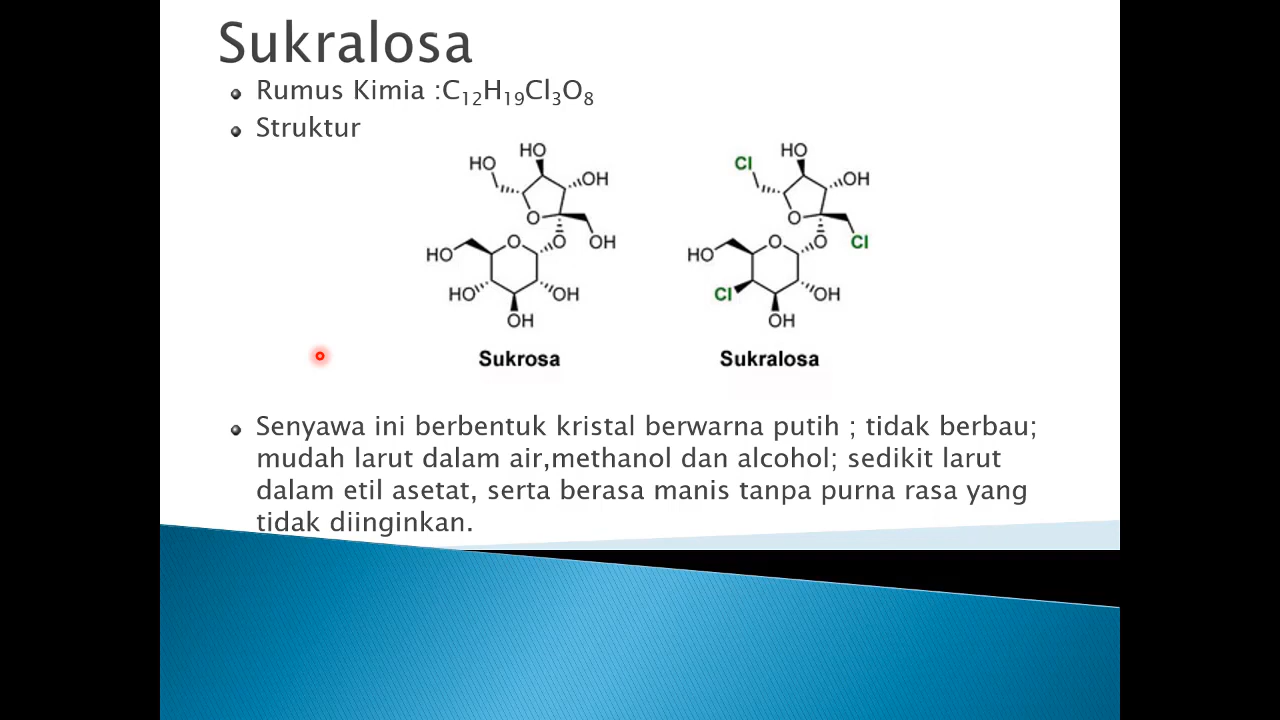 Sukralosa
Rumus Kimia :C₁₂H₁₉Cl₃O₈
Struktur
HO
HO
OH
O
OH
O
O
HO
HO
OH
OH
Sukrosa
Cl
HO
OH
O
Cl
O
O
HO
Cl
OH
OH
Sukralosa
Senyawa ini berbentuk kristal berwarna putih ; tidak berbau;
mudah larut dalam air,methanol dan alcohol; sedikit larut
dalam etil asetat, serta berasa manis tanpa purna rasa yang
tidak diinginkan.